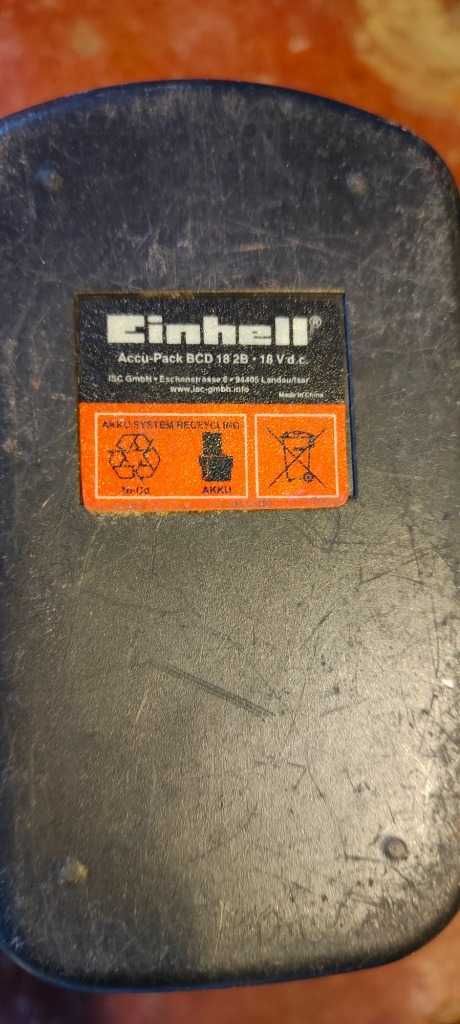 Einhell®
Accu-Pack BCD 18 2B • 18 V d.c.
ISC GmbH • Eschenstrasse 6 • 94405 Landau/Isar
www.isc-gmbh.info
Made in China
AKKU SYSTEM RECYCLING
Ni-Cd
AKKU